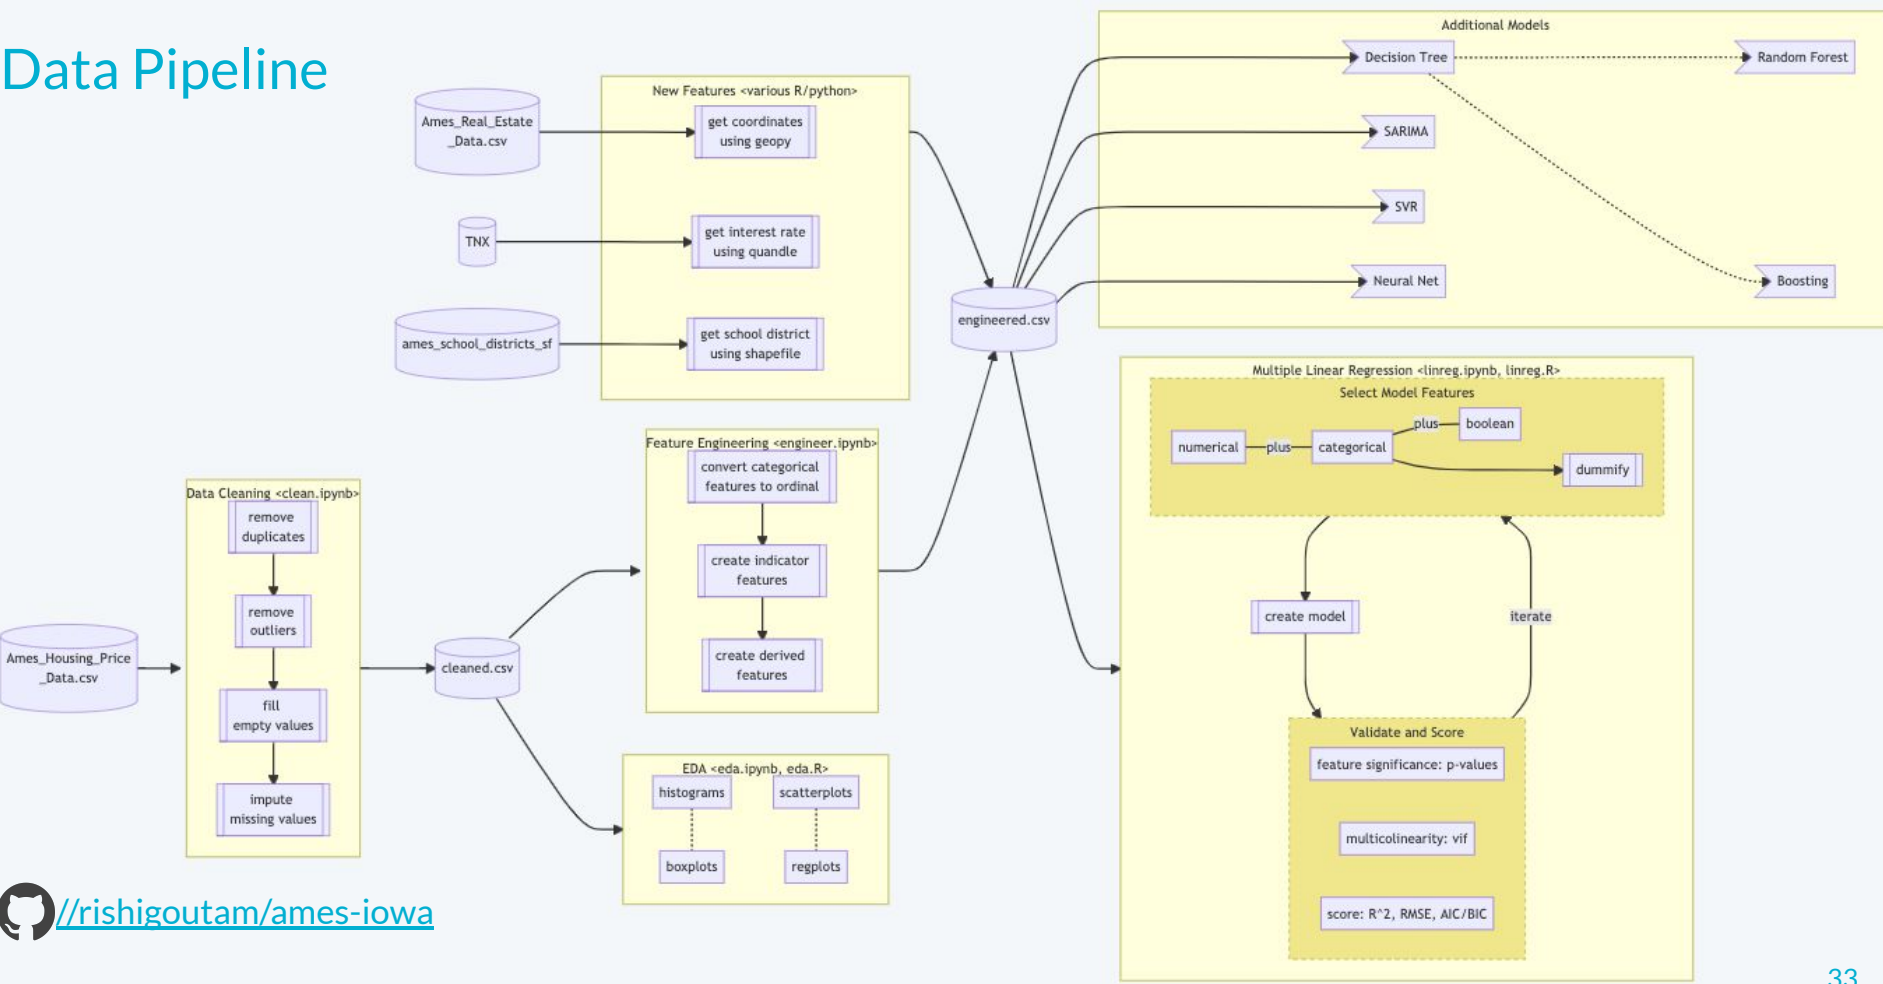 Data Pipeline
Ames_Real_Estate
_Data.csv
TNX
ames_school_districts_sf
New Features <various R/python>
get coordinates
using geopy
get interest rate
using quandle
get school district
using shapefile
engineered.csv
Additional Models
Decision Tree
Random Forest
SARIMA
SVR
Neural Net
Boosting
Ames_Housing_Price
_Data.csv
Data Cleaning <clean.ipynb>
remove
duplicates
remove
outliers
fill
empty values
impute
missing values
cleaned.csv
Feature Engineering <engineer.ipynb>
convert categorical
features to ordinal
create indicator
features
create derived
features
EDA <eda.ipynb, eda.R>
histograms
scatterplots
boxplots
regplots
Multiple Linear Regression <linreg.ipynb, linreg.R>
Select Model Features
numerical
plus
categorical
plus
boolean
dummify
create model
iterate
Validate and Score
feature significance: p-values
multicolinearity: vif
score: R^2, RMSE, AIC/BIC
//rishigoutam/ames-iowa
33